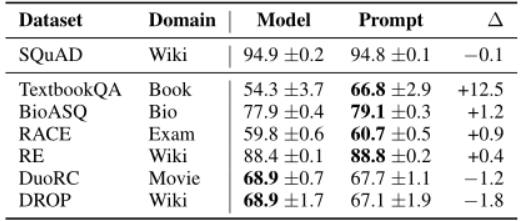 Dataset Domain Model Prompt Δ
SQuAD Wiki 94.9 ±0.2 94.8 ±0.1 −0.1
TextbookQA Book 54.3 ±3.7 66.8 ±2.9 +12.5
BioASQ Bio 77.9 ±0.4 79.1 ±0.3 +1.2
RACE Exam 59.8 ±0.6 60.7 ±0.5 +0.9
RE Wiki 88.4 ±0.1 88.8 ±0.2 +0.4
DuoRC Movie 68.9 ±0.7 67.7 ±1.1 −1.2
DROP Wiki 68.9 ±1.7 67.1 ±1.9 −1.8